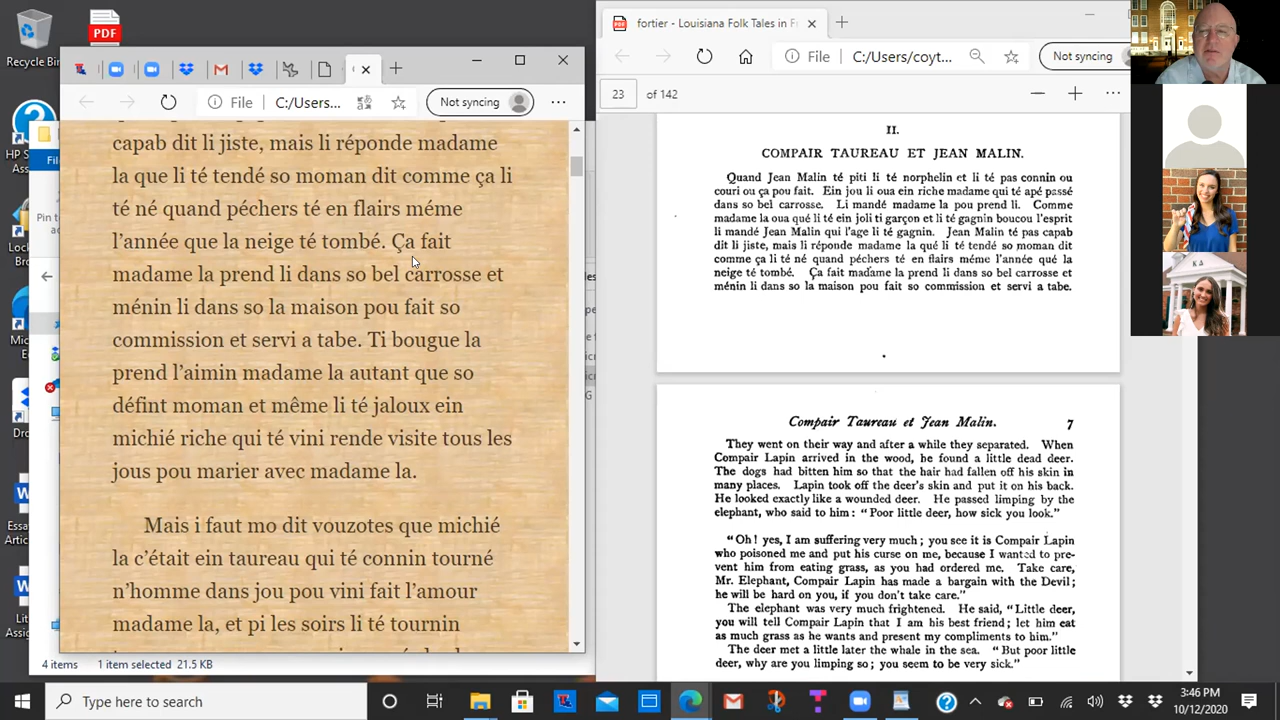 Recycle Bin
PDF
fortier - Louisiana Folk Tales in F
File
C:/Users/coyt...
Not syncing
23
of 142
File
C:/Users...
Not syncing
capab dit li jiste, mais li réponde madame
la que li té tendé so moman dit comme ça li
té né quand péchers té en flairs méme
l'année que la neige té tombé. Ça fait
madame la prend li dans so bel carrosse et
ménin li dans so la maison pou fait so
commission et servi a tabe. Ti bougue la
prend l'aimin madame la autant que so
défint moman et même li té jaloux ein
michié riche qui té vini rende visite tous les
jous pou marier avec madame la.
Mais i faut mo dit vouzotes que michié
la c'était ein taureau qui té connin tourné
n'homme dans jou pou vini fait l'amour
madame la, et pi les soirs li té tournin
4 items
1 item selected 21.5 KB
II.
COMPAIR TAUREAU ET JEAN MALIN.
Quand Jean Malin té piti li té norphelin et li té pas connin ou
couri ou ça pou fait. Ein jou li oua ein riche madame qui té apé passé
dans so bel carrosse. Li mandé madame la pou prend li. Comme
madame la oua qué li té ein joli ti garçon et li té gagnin boucou l'esprit
li mandé Jean Malin qui l'age li té gagnin. Jean Malin té pas capab
dit li jiste, mais li réponde madame la qué li té tendé so moman dit
comme ça li té né quand péchers té en flairs méme l'année qué la
neige té tombé. Ça fait madame la prend li dans so bel carrosse et
ménin li dans so la maison pou fait so commission et servi a tabe.
Compair Taureau et Jean Malin. 7
They went on their way and after a while they separated. When
Compair Lapin arrived in the wood, he found a little dead deer.
The dogs had bitten him so that the hair had fallen off his skin in
many places. Lapin took off the deer's skin and put it on his back.
He looked exactly like a wounded deer. He passed limping by the
elephant, who said to him: "Poor little deer, how sick you look."
"Oh! yes, I am suffering very much; you see it is Compair Lapin
who poisoned me and put his curse on me, because I wanted to pre-
vent him from eating grass, as you had ordered me. Take care,
Mr. Elephant, Compair Lapin has made a bargain with the Devil;
he will be hard on you, if you don't take care."
The elephant was very much frightened. He said, "Little deer,
you will tell Compair Lapin that I am his best friend; let him eat
as much grass as he wants and present my compliments to him."
The deer met a little later the whale in the sea. "But poor little
deer, why are you limping so; you seem to be very sick."
KΔ
Type here to search
3:46 PM
10/12/2020